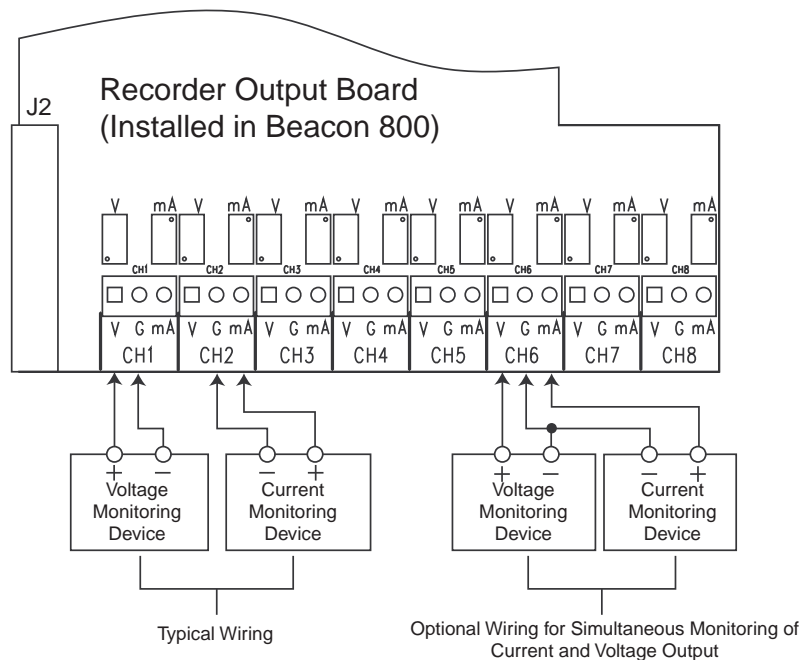 Recorder Output Board
(Installed in Beacon 800)
J2
V mA V mA V mA V mA V mA V mA V mA V mA
CH1 CH2 CH3 CH4 CH5 CH6 CH7 CH8
V G mA V G mA V G mA V G mA V G mA V G mA V G mA V G mA
CH1 CH2 CH3 CH4 CH5 CH6 CH7 CH8
+ − − + + − − +
Voltage Monitoring Device
Current Monitoring Device
Voltage Monitoring Device
Current Monitoring Device
Typical Wiring
Optional Wiring for Simultaneous Monitoring of
Current and Voltage Output